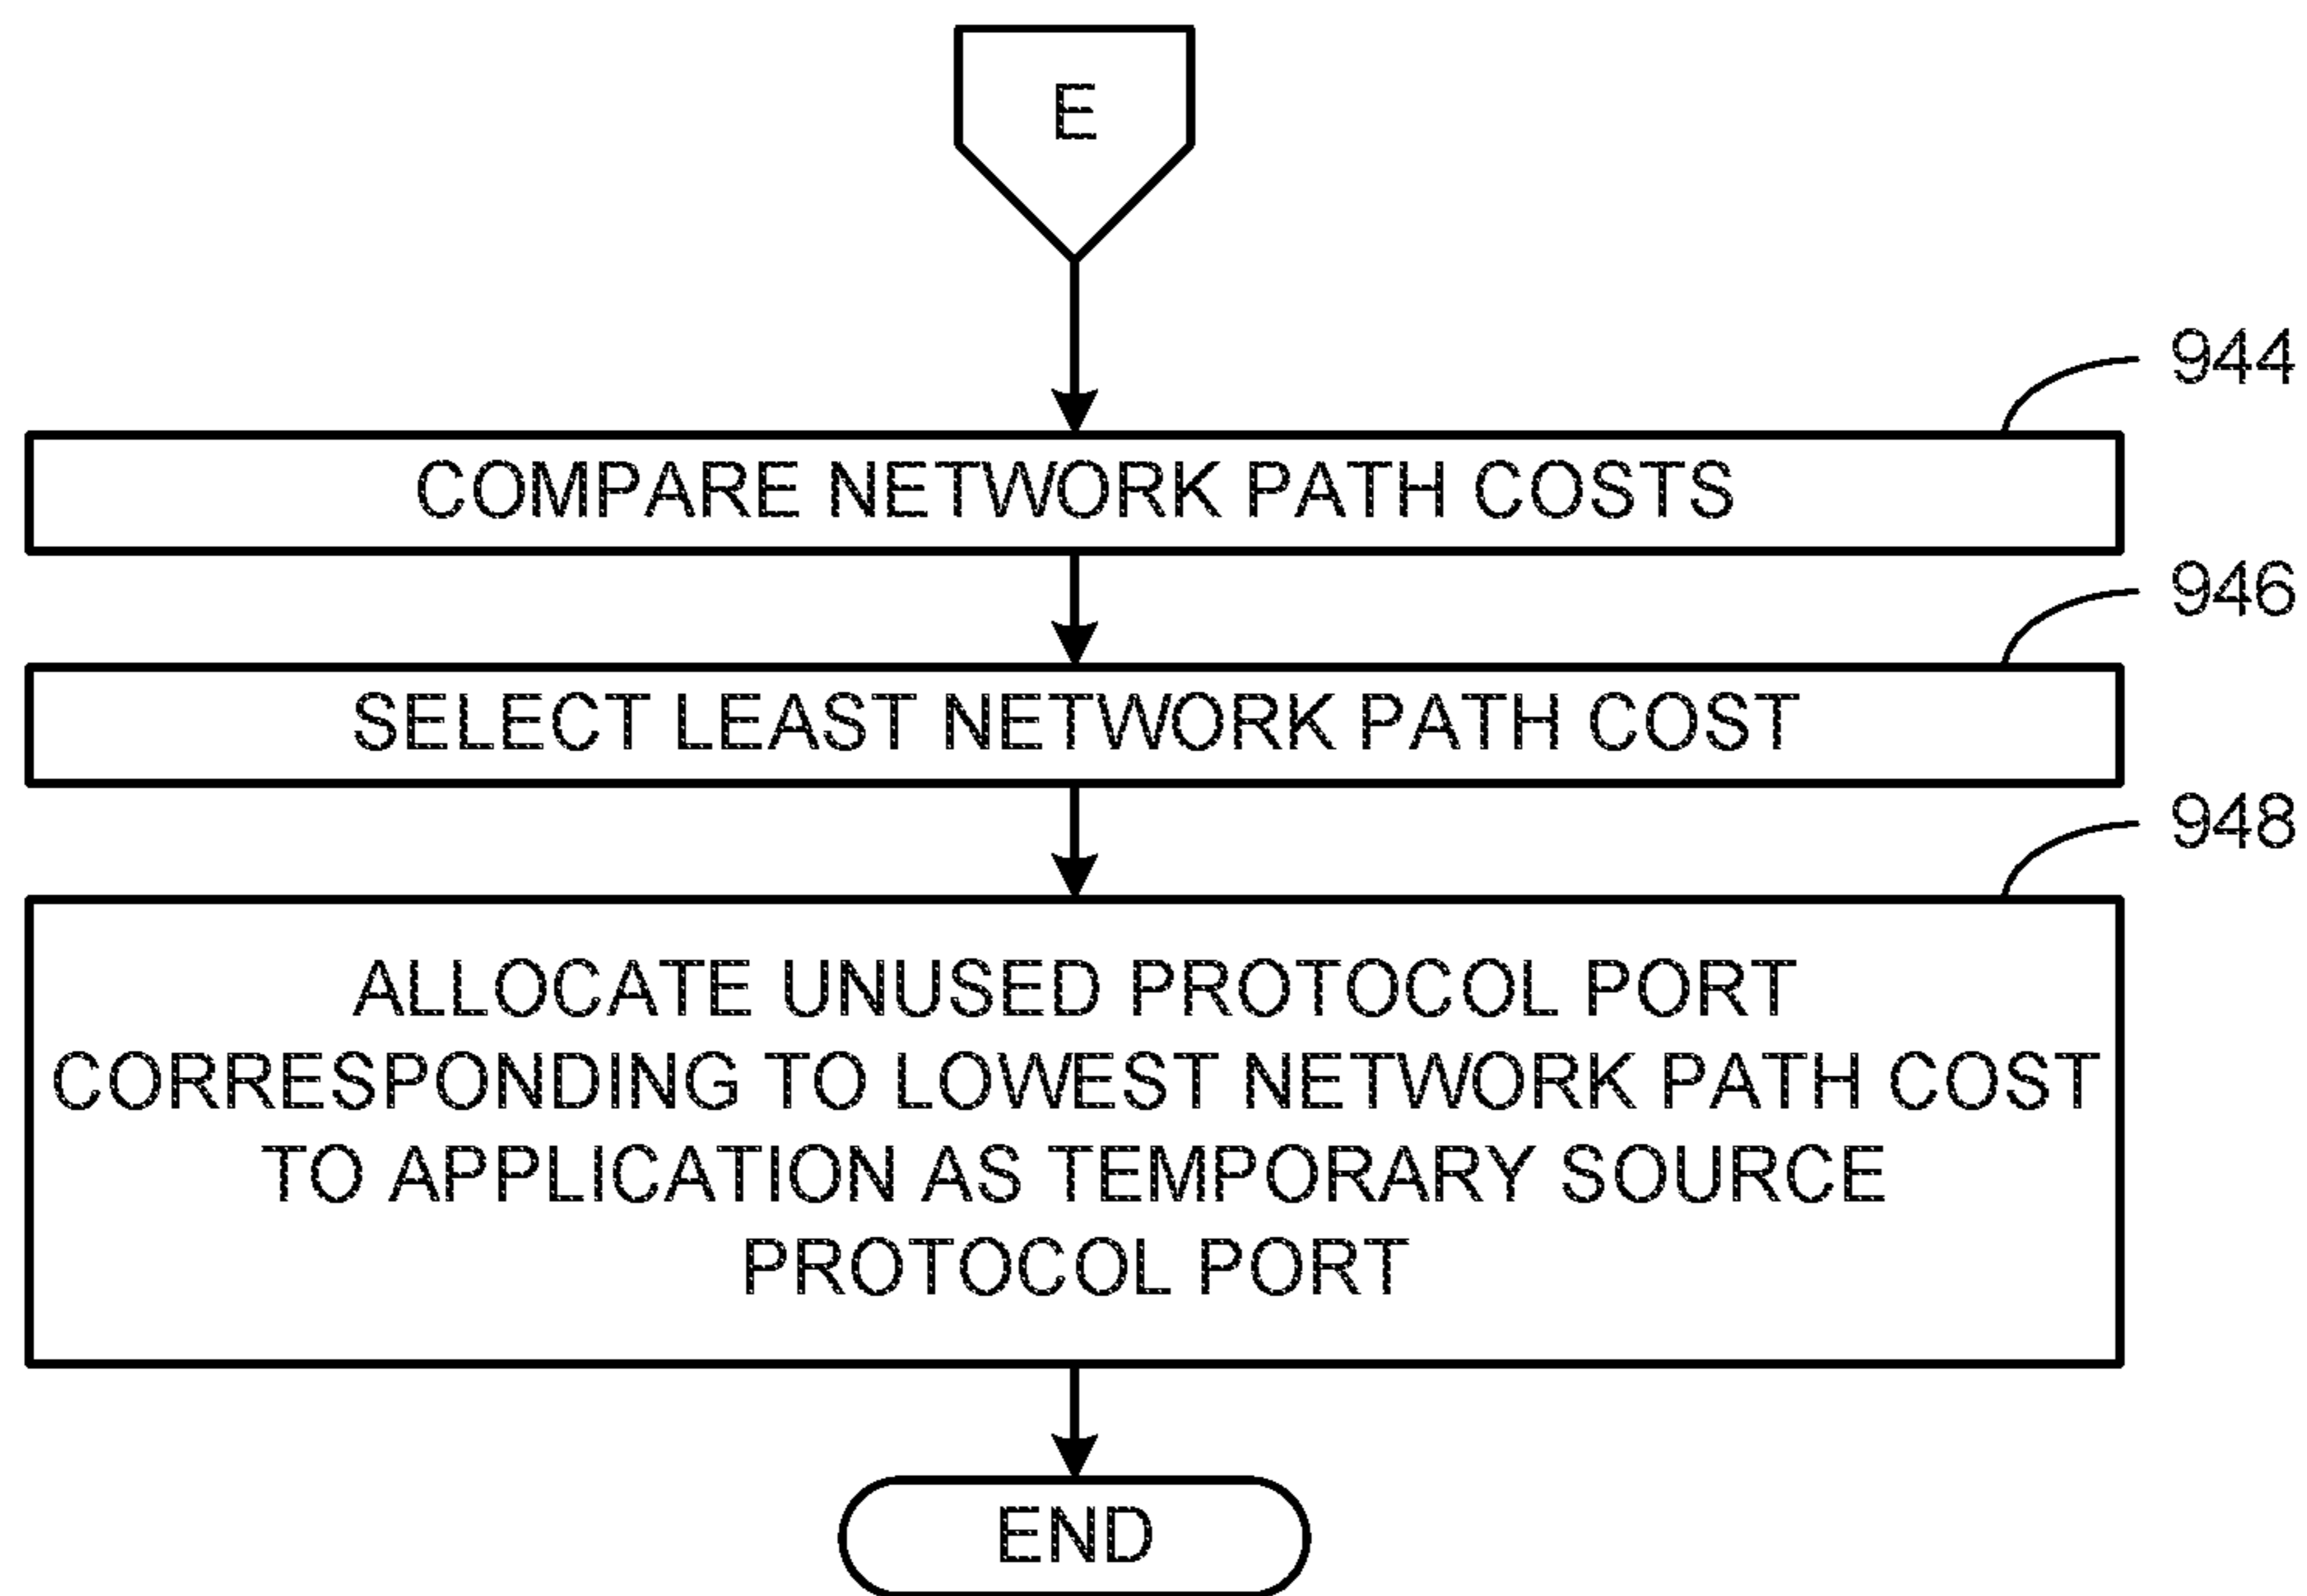 E
944
COMPARE NETWORK PATH COSTS
946
SELECT LEAST NETWORK PATH COST
948
ALLOCATE UNUSED PROTOCOL PORT
CORRESPONDING TO LOWEST NETWORK PATH COST
TO APPLICATION AS TEMPORARY SOURCE
PROTOCOL PORT
END